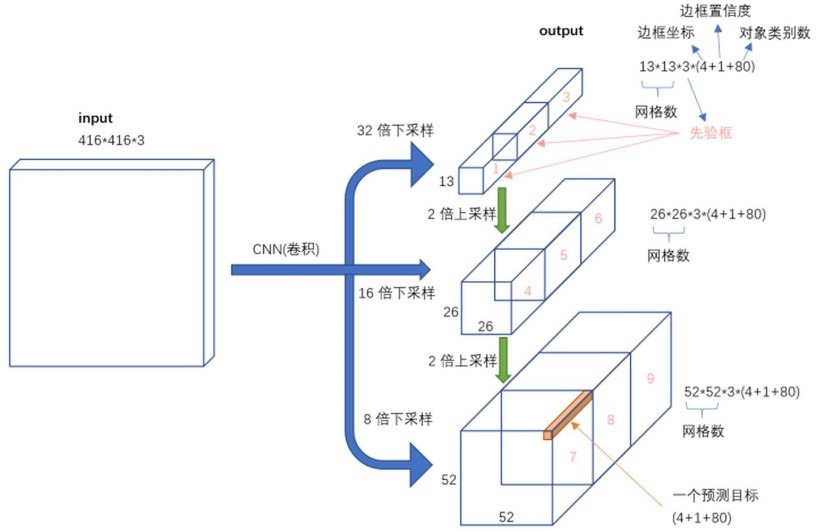 边框置信度
output
边框坐标
对象类别数
13*13*3*(4+1+80)
网格数
先验框
input
416*416*3
32 倍下采样
3
2
1
13
2 倍上采样
26*26*3*(4+1+80)
网格数
CNN(卷积)
6
5
4
16 倍下采样
26
26
2 倍上采样
9
52*52*3*(4+1+80)
网格数
8 倍下采样
8
7
52
52
一个预测目标
(4+1+80)